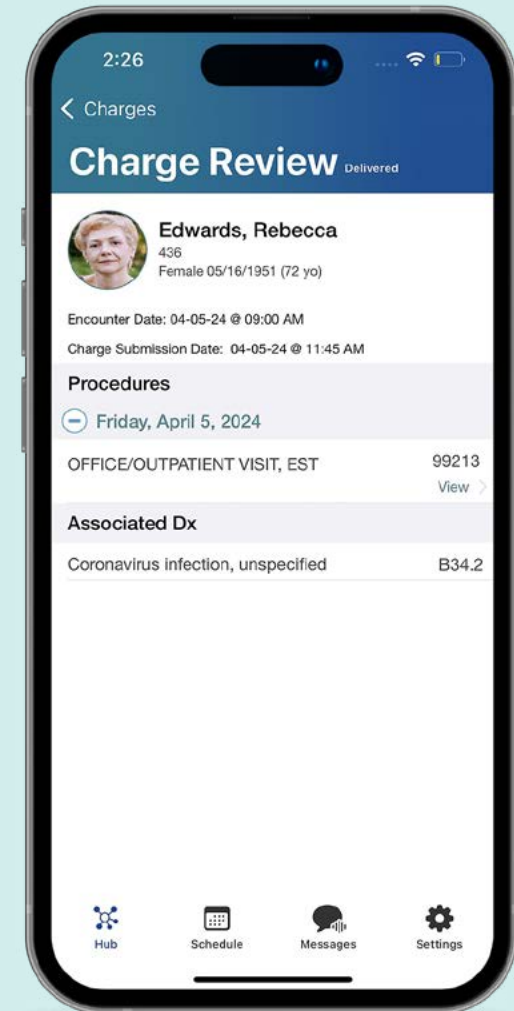 2:26
Charges
Charge Review Delivered
Edwards, Rebecca
436
Female 05/16/1951 (72 yo)
Encounter Date: 04-05-24 @ 09:00 AM
Charge Submission Date: 04-05-24 @ 11:45 AM
Procedures
Friday, April 5, 2024
OFFICE/OUTPATIENT VISIT, EST 99213
View
Associated Dx
Coronavirus infection, unspecified B34.2
Hub Schedule Messages Settings